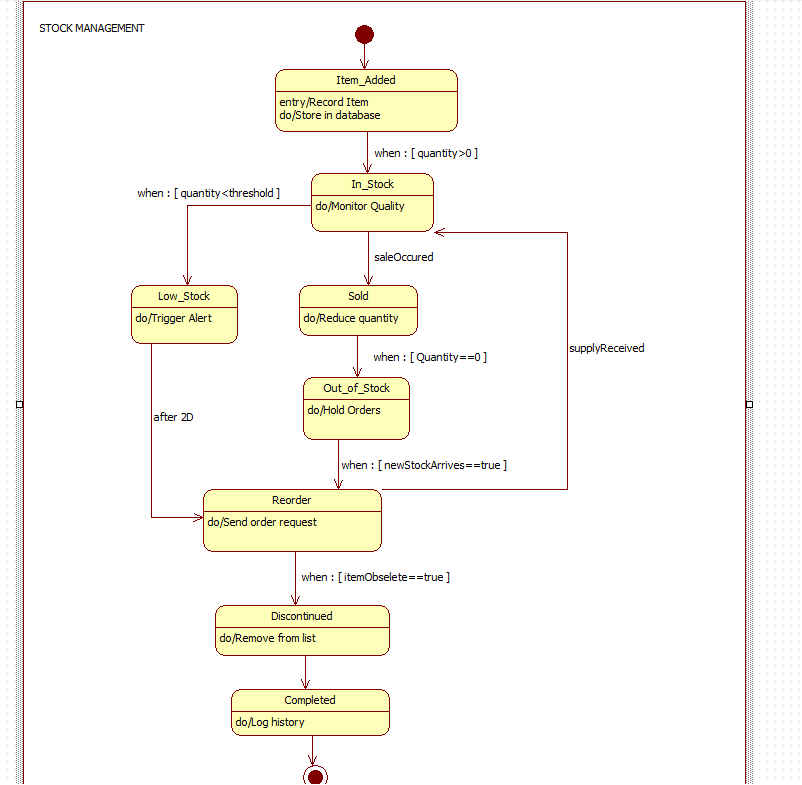 STOCK MANAGEMENT
Item_Added
entry/Record Item
do/Store in database
when : [ quantity>0 ]
In_Stock
do/Monitor Quality
when : [ quantity<threshold ]
saleOccured
Low_Stock
do/Trigger Alert
Sold
do/Reduce quantity
supplyReceived
when : [ Quantity==0 ]
Out_of_Stock
do/Hold Orders
after 2D
when : [ newStockArrives==true ]
Reorder
do/Send order request
when : [ itemObselete==true ]
Discontinued
do/Remove from list
Completed
do/Log history